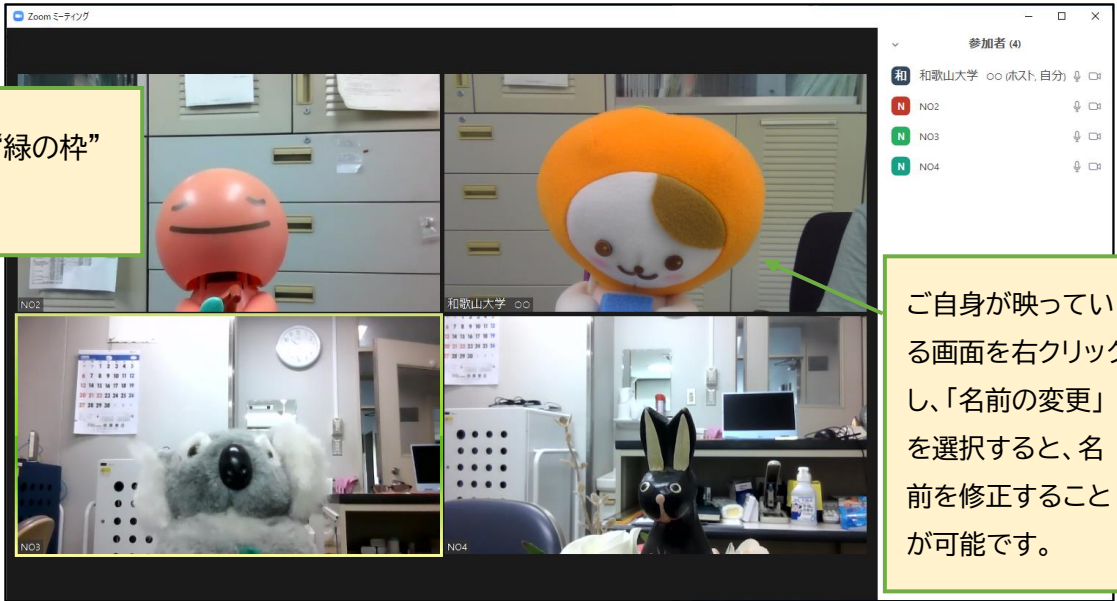 Zoom ミーティング
参加者 (4)
和 和歌山大学 ○○ (ホスト, 自分)
N NO2
N NO3
N NO4
緑の枠”
NO2
和歌山大学 ○○
NO3
NO4
ご自身が映ってい
る画面を右クリック
し、「名前の変更」
を選択すると、名
前を修正すること
が可能です。